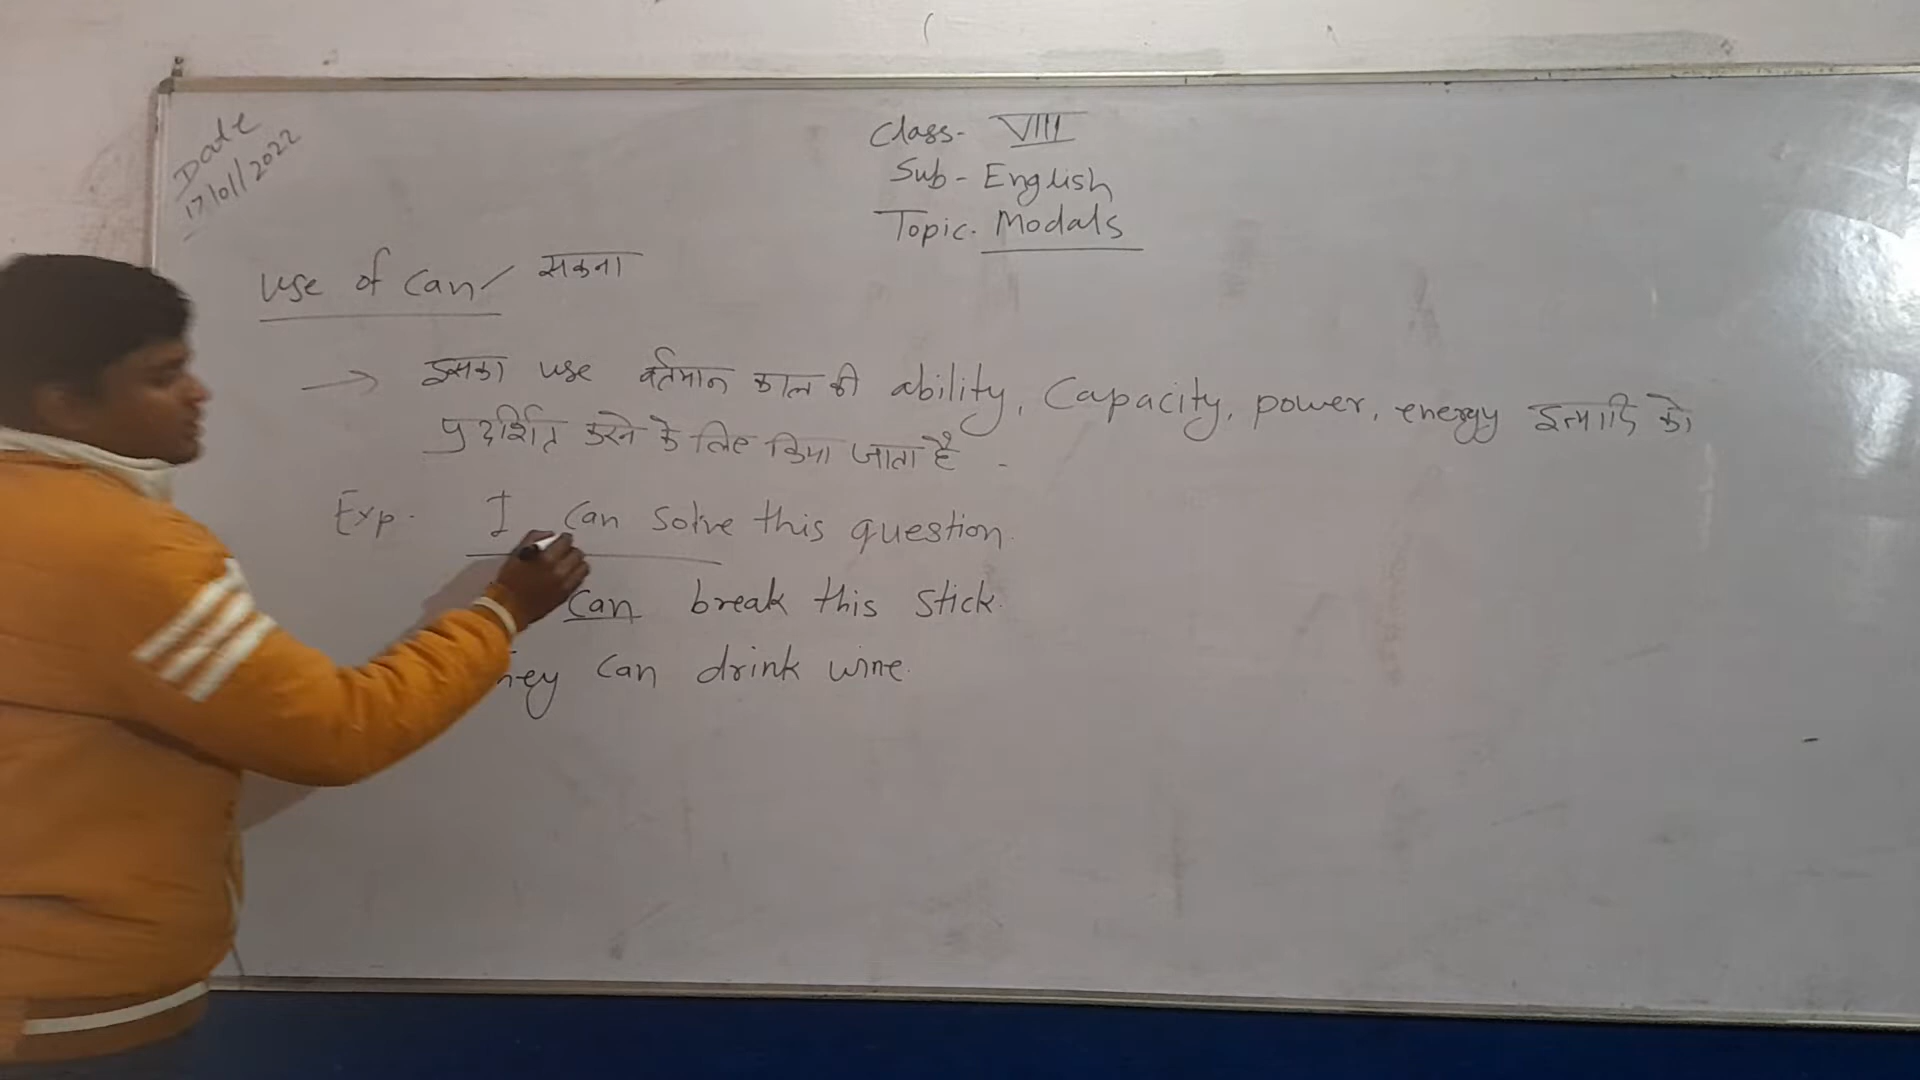 Date
17/01/2022
Class- VIII
Sub- English
Topic- Modals
Use of Can/ सकना
→ इसका use वर्तमान काल की ability, Capacity, power, energy इत्यादि को
प्रदर्शित करने के लिए किया जाता है -
Exp- I can solve this question.
can break this stick.
can drink wine.